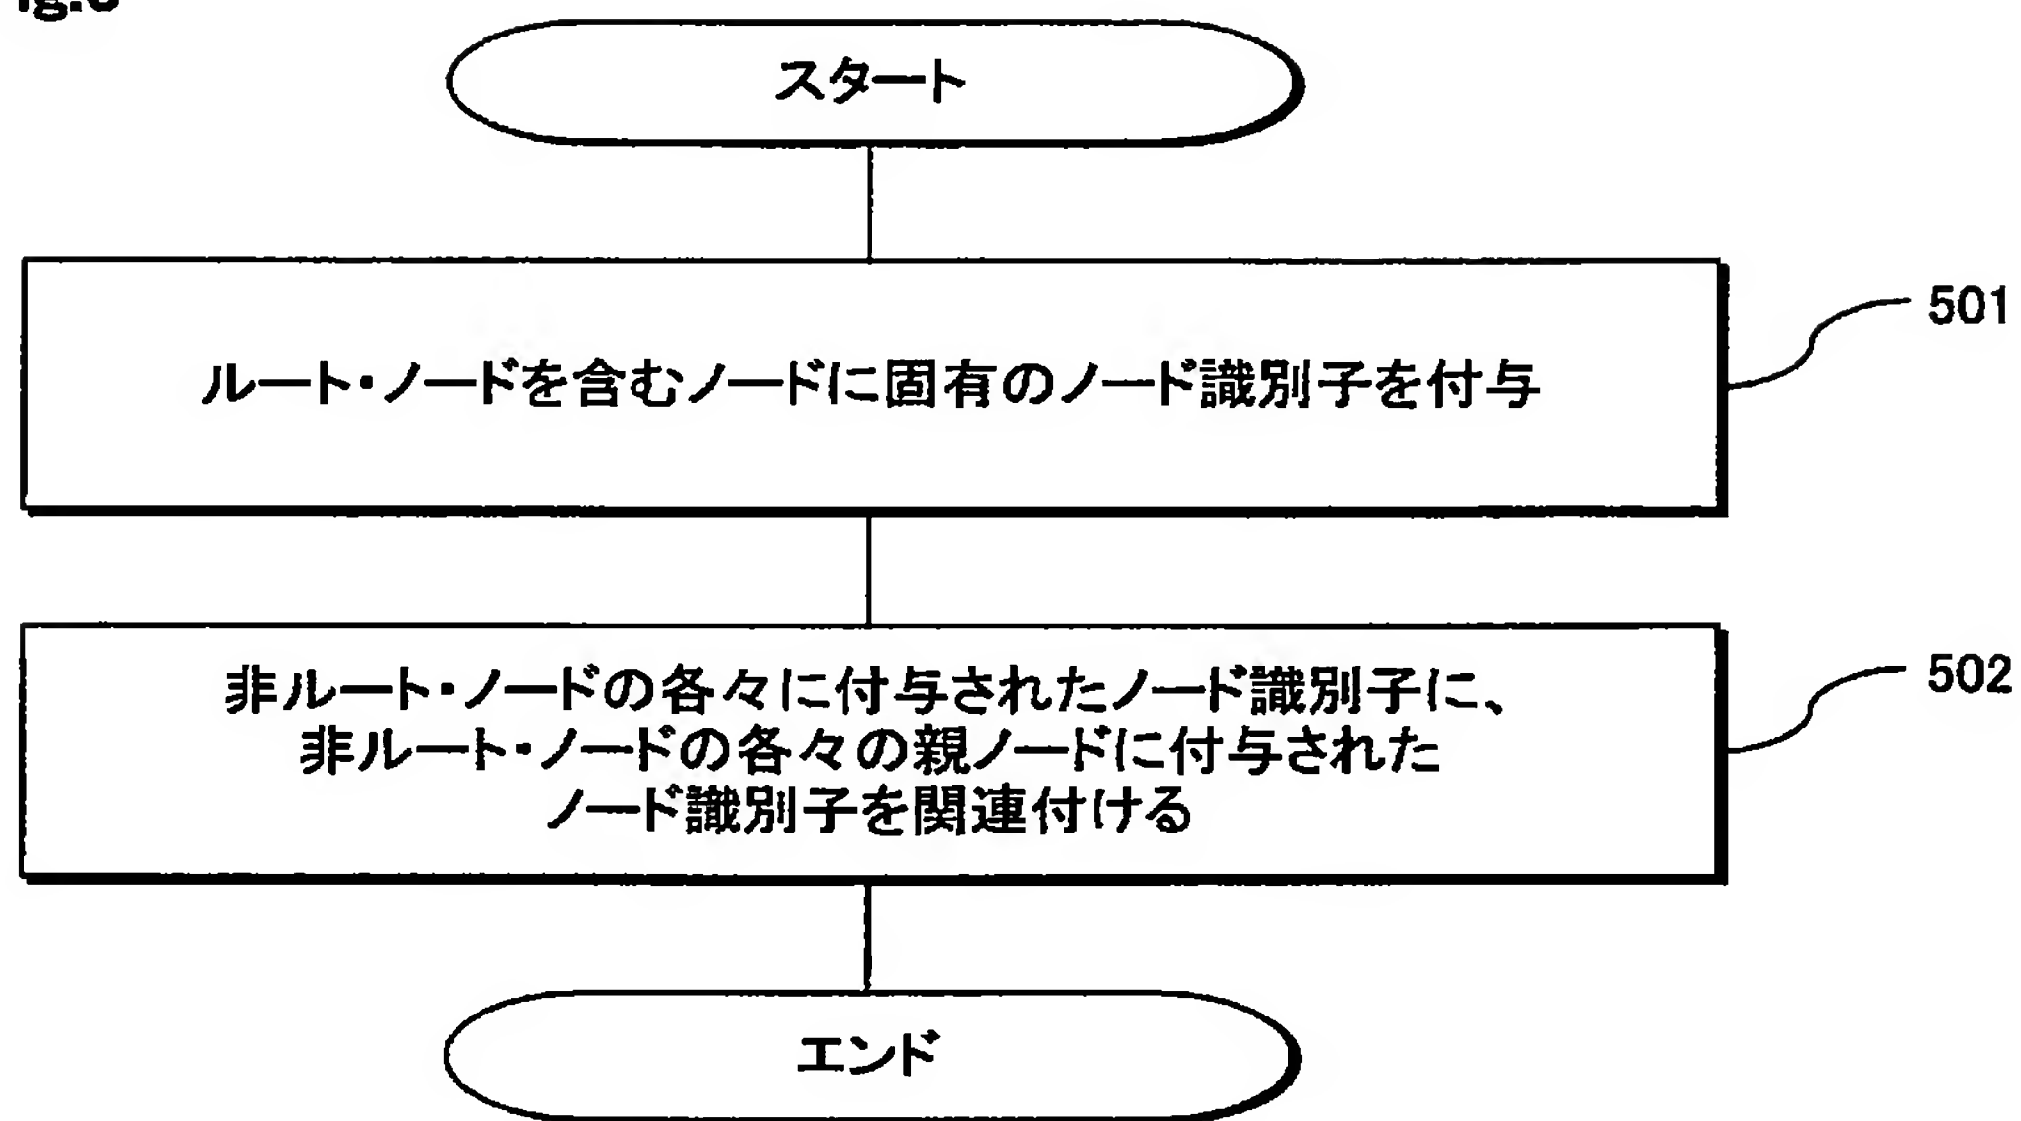 スタート
501
ルート・ノードを含むノードに固有のノード識別子を付与
502
非ルート・ノードの各々に付与されたノード識別子に、
非ルート・ノードの各々の親ノードに付与された
ノード識別子を関連付ける
エンド